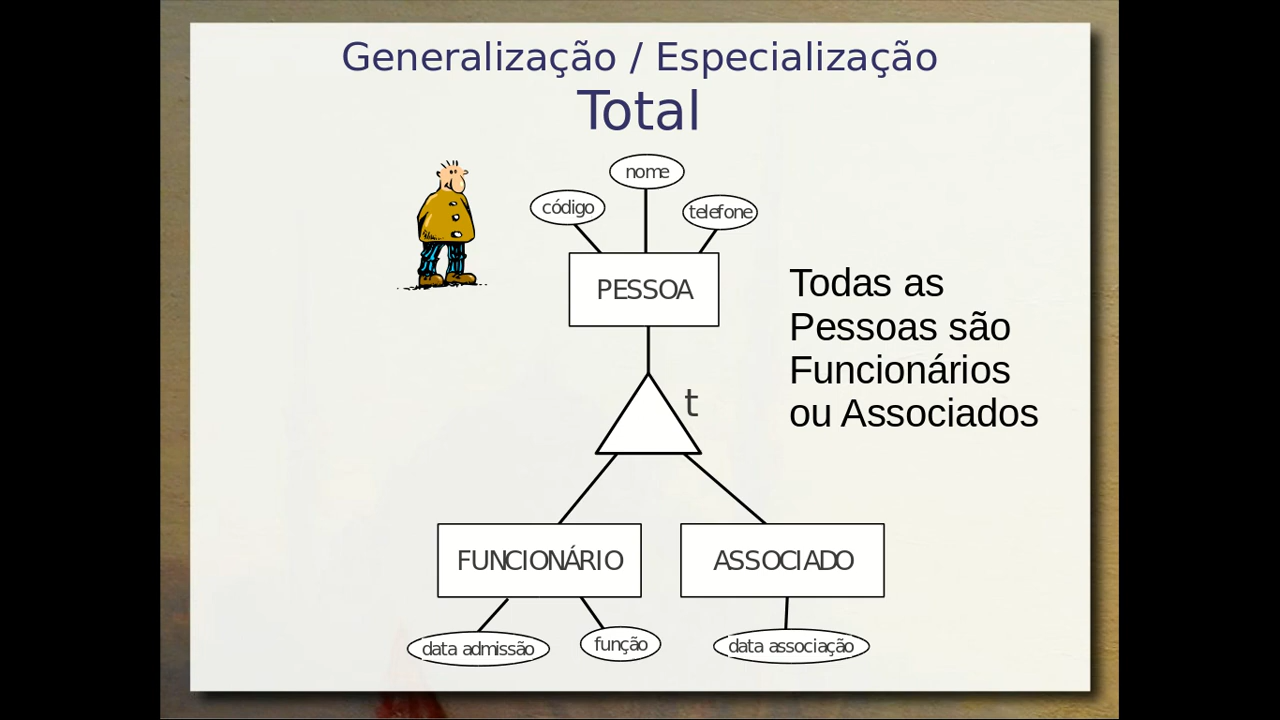 Generalização / Especialização
Total
nome
código
telefone
PESSOA
Todas as
Pessoas são
Funcionários
ou Associados
t
FUNCIONÁRIO
ASSOCIADO
data admissão
função
data associação